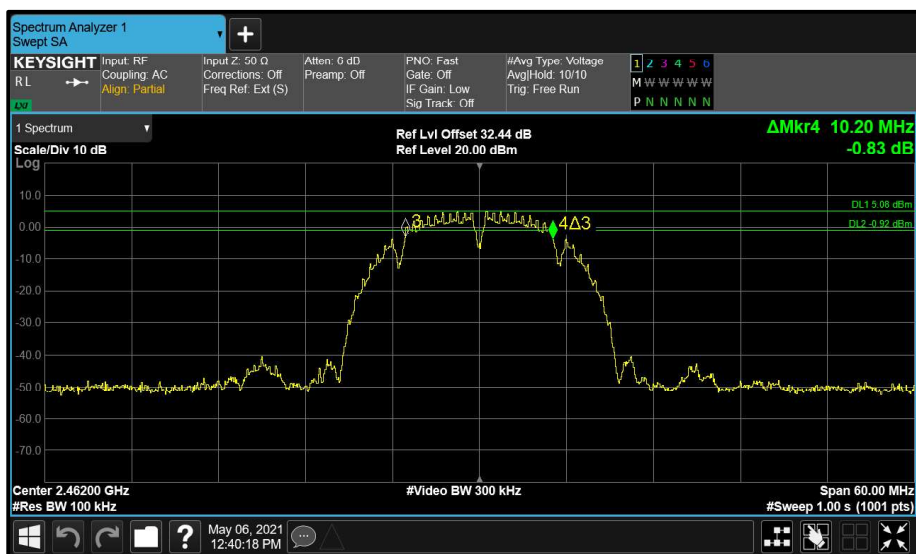 Spectrum Analyzer 1
Swept SA
KEYSIGHT
RL
LXI
Input: RF
Coupling: AC
Align: Partial
Input Z: 50 Ω
Corrections: Off
Freq Ref: Ext (S)
Atten: 6 dB
Preamp: Off
PNO: Fast
Gate: Off
IF Gain: Low
Sig Track: Off
#Avg Type: Voltage
Avg|Hold: 10/10
Trig: Free Run
1 2 3 4 5 6
M W W W W W
P N N N N N
1 Spectrum
Scale/Div 10 dB
Log
Ref Lvl Offset 32.44 dB
Ref Level 20.00 dBm
ΔMkr4 10.20 MHz
-0.83 dB
10.0
0.00
-10.0
-20.0
-30.0
-40.0
-50.0
-60.0
-70.0
3
4Δ3
DL1 5.08 dBm
DL2 -0.92 dBm
Center 2.46200 GHz
#Res BW 100 kHz
#Video BW 300 kHz
Span 60.00 MHz
#Sweep 1.00 s (1001 pts)
May 06, 2021
12:40:18 PM